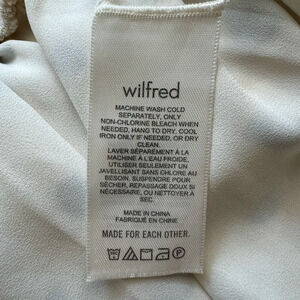 wilfred
MACHINE WASH COLD
SEPARATELY, ONLY
NON-CHLORINE BLEACH WHEN
NEEDED, HANG TO DRY, COOL
IRON ONLY IF NEEDED, OR DRY
CLEAN.
LAVER SÉPARÉMENT À LA
MACHINE À L'EAU FROIDE,
UTILISER SEULEMENT UN
JAVELLISANT SANS CHLORE AU
BESOIN, SUSPENDRE POUR
SÉCHER, REPASSAGE DOUX SI
NÉCESSAIRE, OU NETTOYER À
SEC.
MADE IN CHINA
FABRIQUÉ EN CHINE
MADE FOR EACH OTHER.